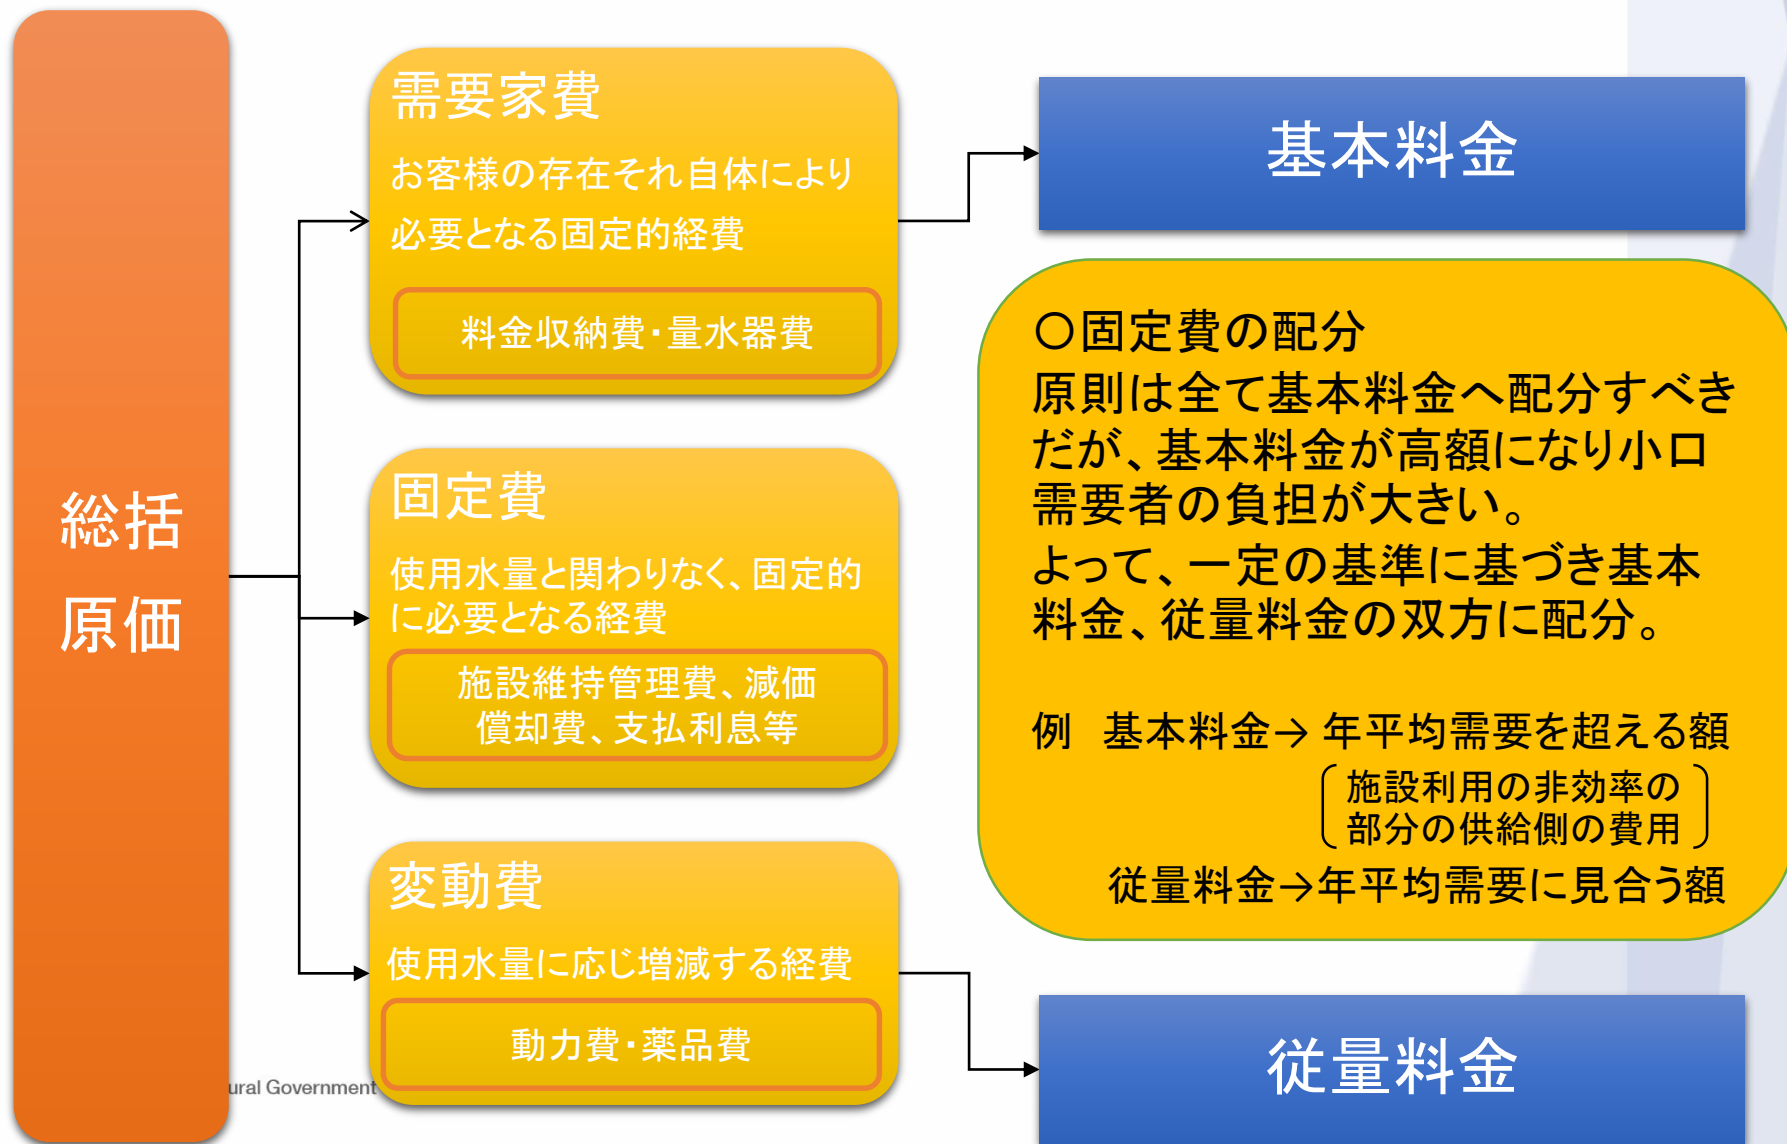 総括
原価
需要家費
お客様の存在それ自体により
必要となる固定的経費
料金収納費・量水器費
固定費
使用水量と関わりなく、固定的
に必要となる経費
施設維持管理費、減価
償却費、支払利息等
変動費
使用水量に応じ増減する経費
動力費・薬品費
ural Government
基本料金
○固定費の配分
原則は全て基本料金へ配分すべき
だが、基本料金が高額になり小口
需要者の負担が大きい。
よって、一定の基準に基づき基本
料金、従量料金の双方に配分。
例　基本料金→ 年平均需要を超える額
施設利用の非効率の
部分の供給側の費用
従量料金→年平均需要に見合う額
従量料金